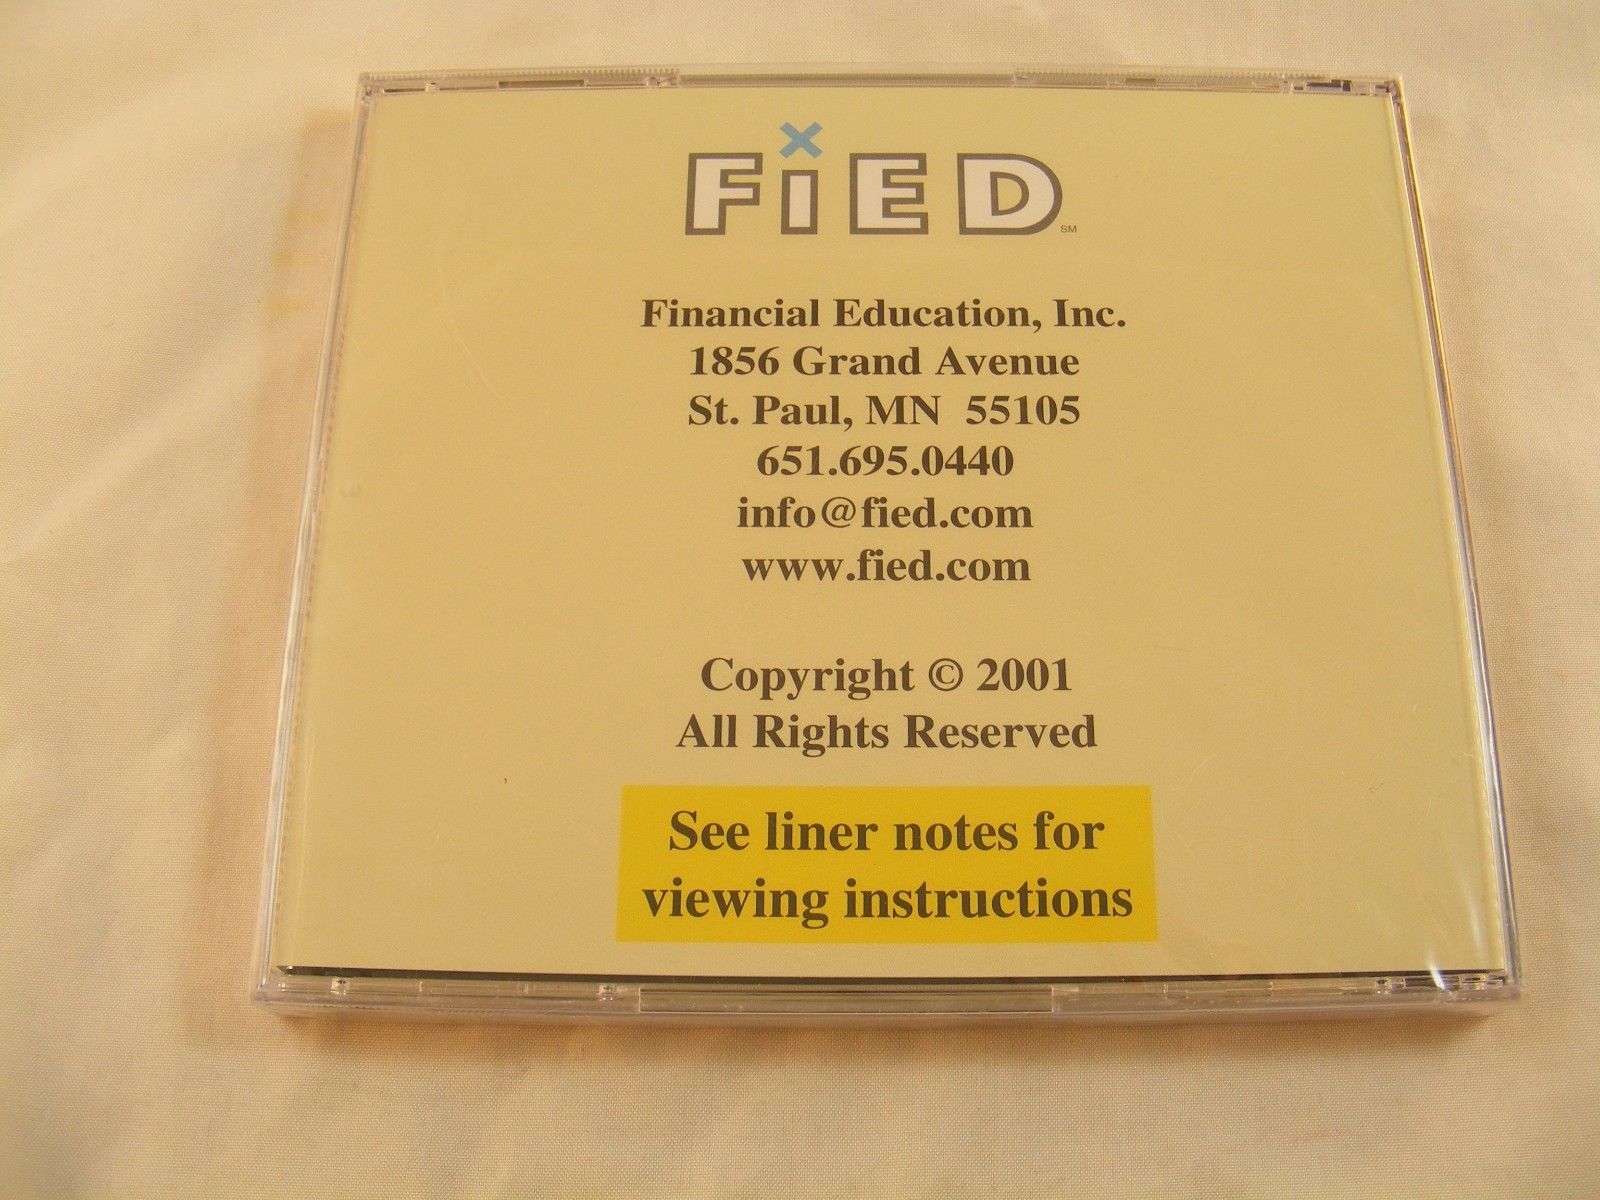 FiED SM
Financial Education, Inc.
1856 Grand Avenue
St. Paul, MN 55105
651.695.0440
info@fied.com
www.fied.com
Copyright © 2001
All Rights Reserved
See liner notes for
viewing instructions